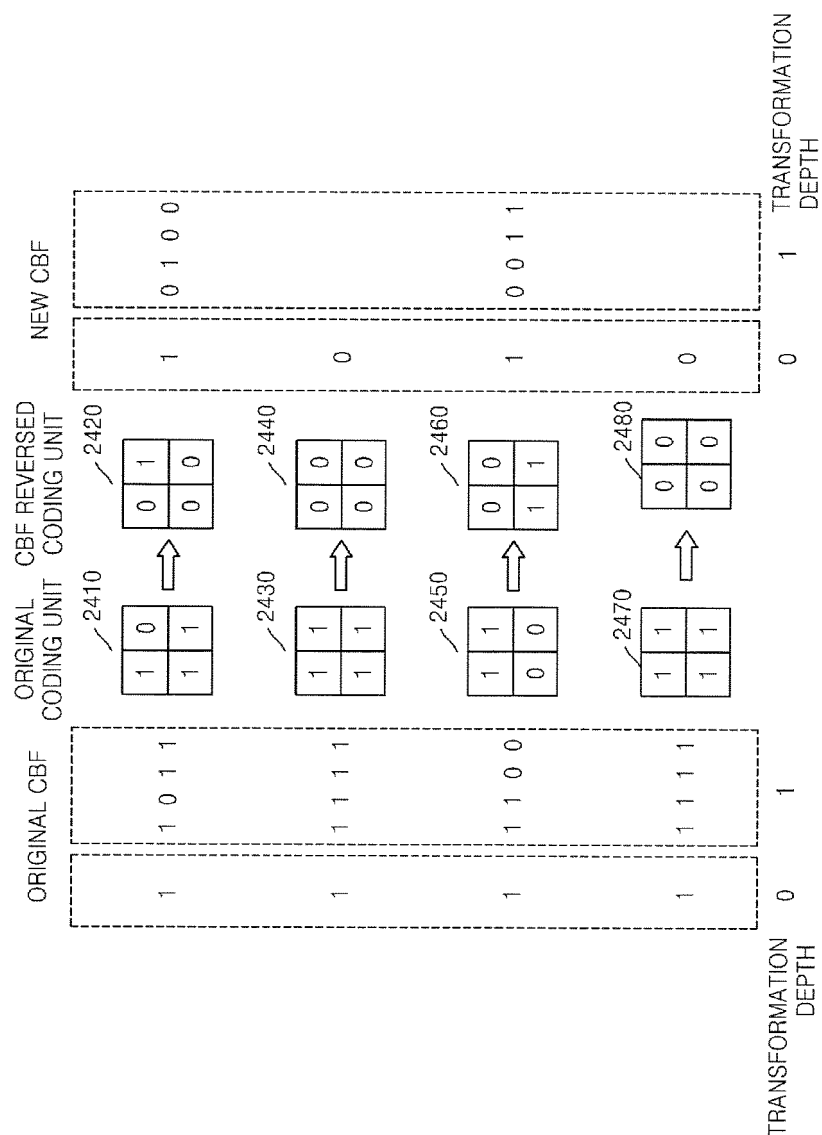 ORIGINAL CBF
ORIGINAL
CODING UNIT
CBF REVERSED
CODING UNIT
NEW CBF
1
1 0 1 1
2410
1 0
1 1
2420
0 1
0 0
1
0 1 0 0
1
1 1 1 1
2430
1 1
1 1
2440
0 0
0 0
0
1
1 1 0 0
2450
1 1
0 0
2460
0 0
1 1
1
0 0 1 1
1
1 1 1 1
2470
1 1
1 1
2480
0 0
0 0
0
TRANSFORMATION
DEPTH
0 1
0 1
TRANSFORMATION
DEPTH